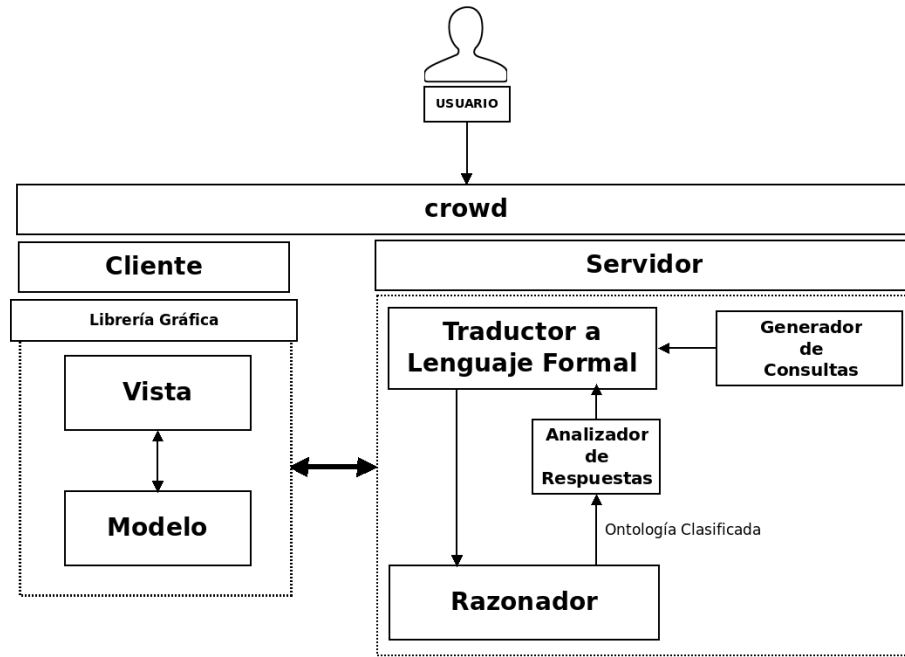 USUARIO
crowd
Cliente
Servidor
Librería Gráfica
Vista
Modelo
Traductor a
Lenguaje Formal
Generador
de
Consultas
Analizador
de
Respuestas
Ontología Clasificada
Razonador